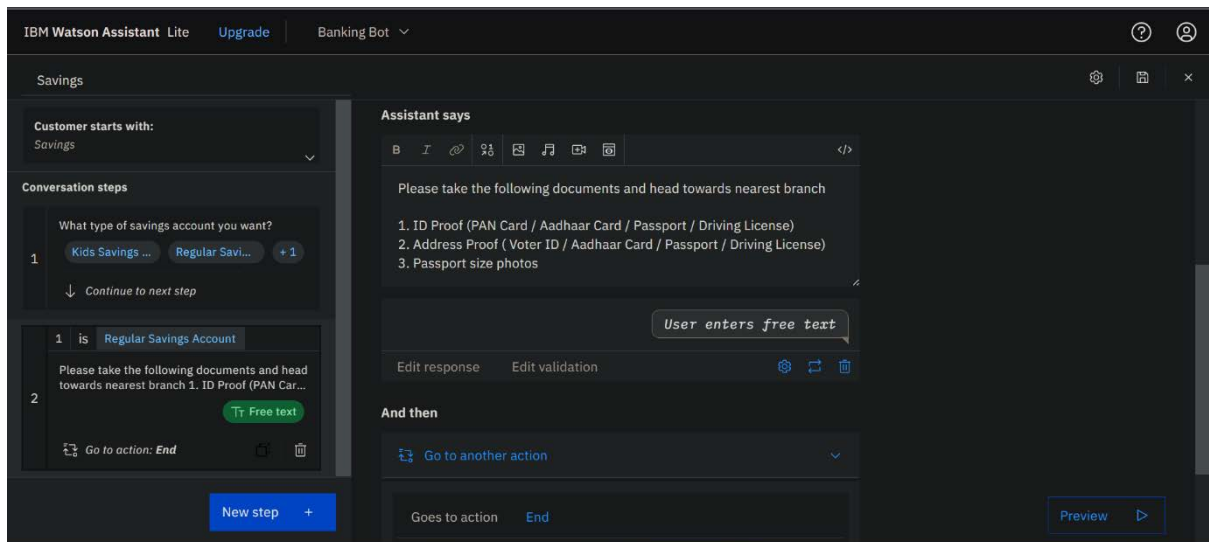 IBM Watson Assistant Lite Upgrade Banking Bot
Savings
Customer starts with:
Savings
Conversation steps
1
What type of savings account you want?
Kids Savings ... Regular Savi... + 1
Continue to next step
2
1 is Regular Savings Account
Please take the following documents and head
towards nearest branch 1. ID Proof (PAN Car...
Tт Free text
Go to action: End
New step +
Assistant says
B I </>
Please take the following documents and head towards nearest branch
1. ID Proof (PAN Card / Aadhaar Card / Passport / Driving License)
2. Address Proof ( Voter ID / Aadhaar Card / Passport / Driving License)
3. Passport size photos
User enters free text
Edit response Edit validation
And then
Go to another action
Goes to action End
Preview